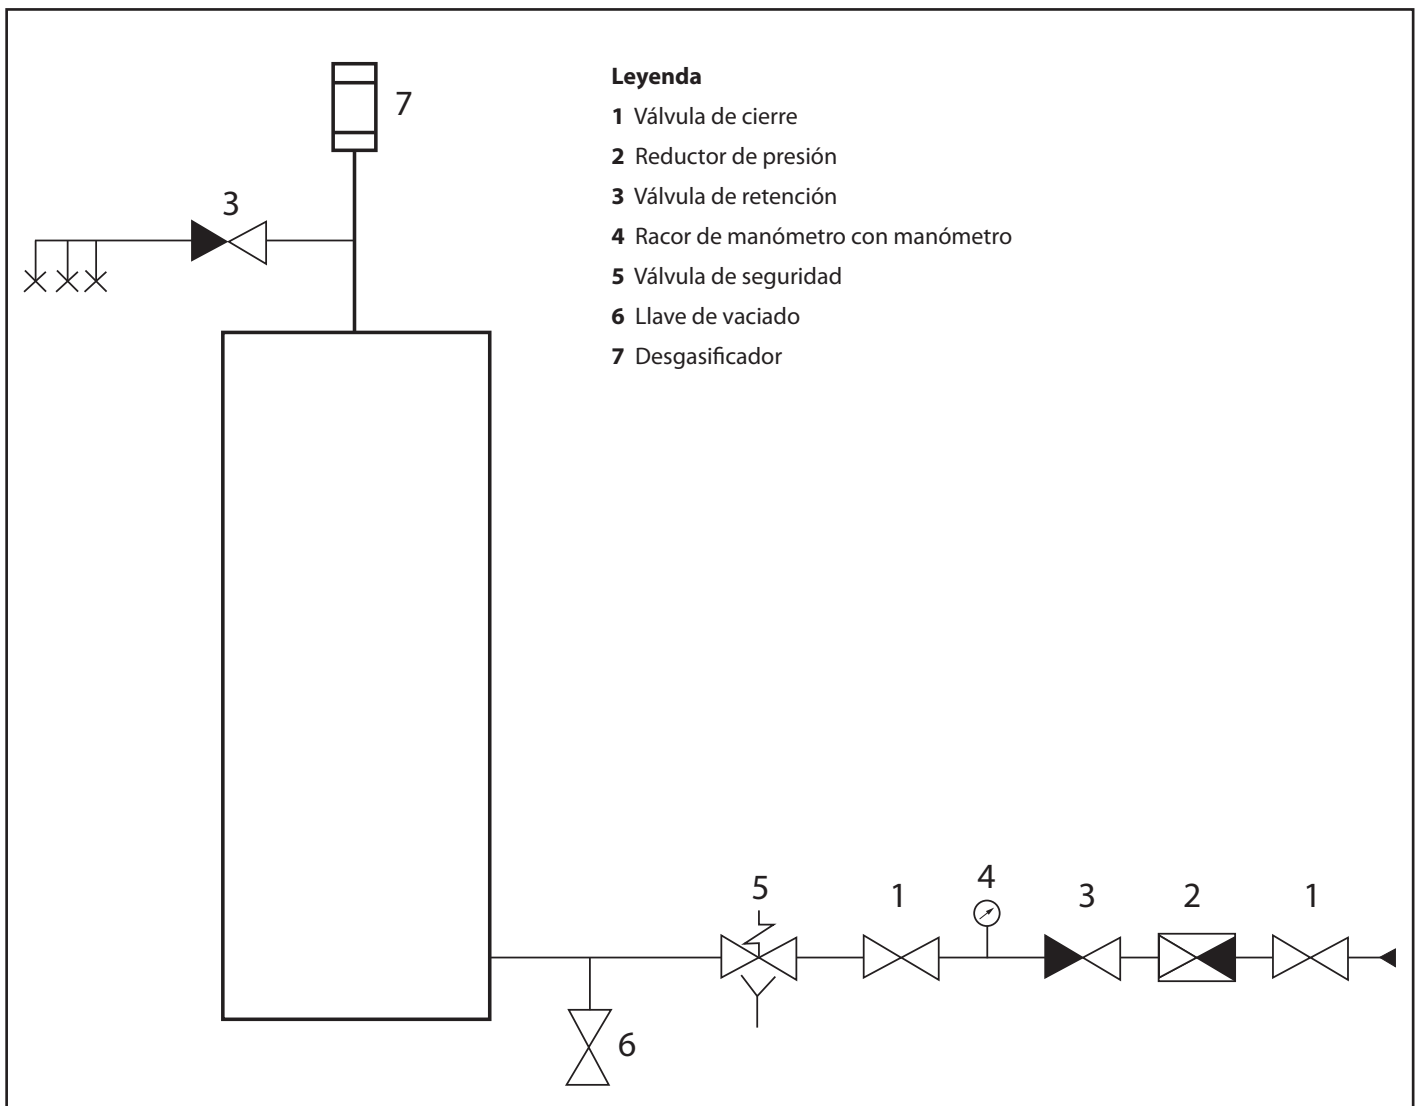 Leyenda
1 Válvula de cierre
2 Reductor de presión
3 Válvula de retención
4 Racor de manómetro con manómetro
5 Válvula de seguridad
6 Llave de vaciado
7 Desgasificador
7
3
5
1
4
3
2
1
6